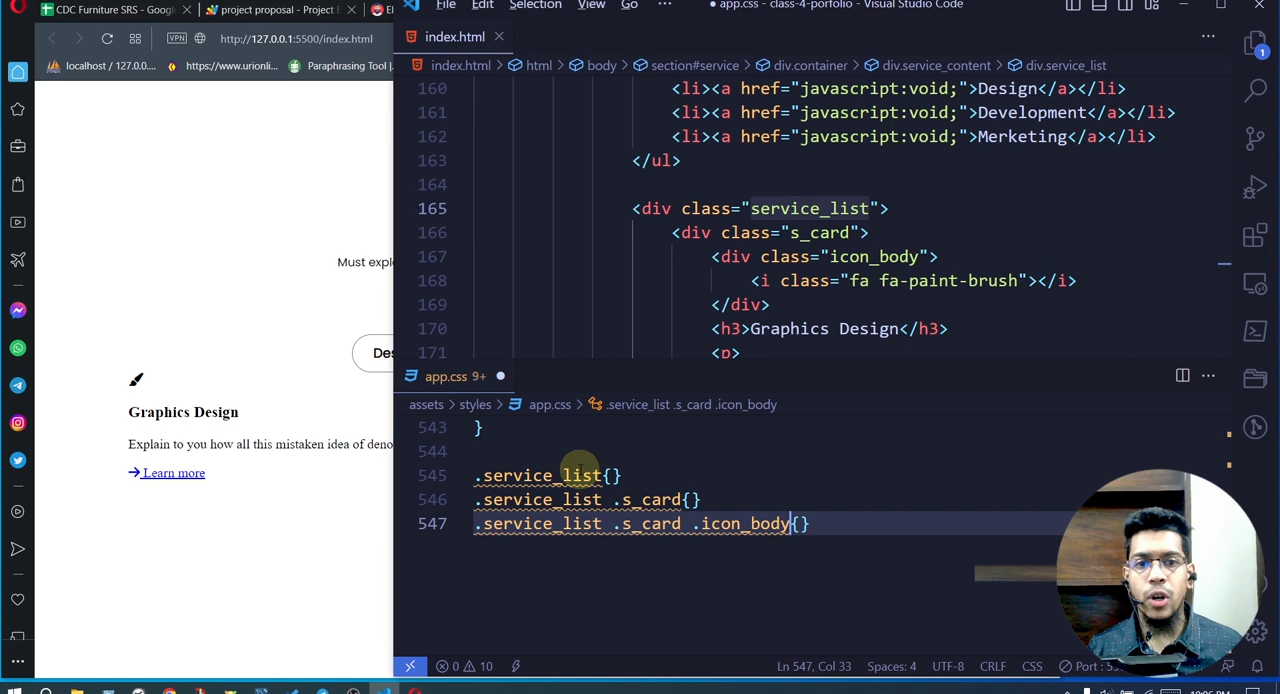 CDC Furniture SRS - Google
project proposal - Project E
El
VPN
http://127.0.0.1:5500/index.html
localhost / 127.0.0....
https://www.urionli...
Paraphrasing Tool |.
Must expl
Des
Graphics Design
Explain to you how all this mistaken idea of deno
Learn more
File Edit Selection View Go ···
● app.css - class-4-porfolio - Visual Studio Code
index.html
index.html > html > body > section#service > div.container > div.service_content > div.service_list
160 <li><a href="javascript:void;">Design</a></li>
161 <li><a href="javascript:void;">Development</a></li>
162 <li><a href="javascript:void;">Merketing</a></li>
163 </ul>
164
165 <div class="service_list">
166 <div class="s_card">
167 <div class="icon_body">
168 <i class="fa fa-paint-brush"></i>
169 </div>
170 <h3>Graphics Design</h3>
171 <p>
app.css 9+ ●
assets > styles > app.css > .service_list .s_card .icon_body
543 }
544
545 .service_list{}
546 .service_list .s_card{}
547 .service_list .s_card .icon_body{}
1
0 10
Ln 547, Col 33 Spaces: 4 UTF-8 CRLF CSS Port : 55